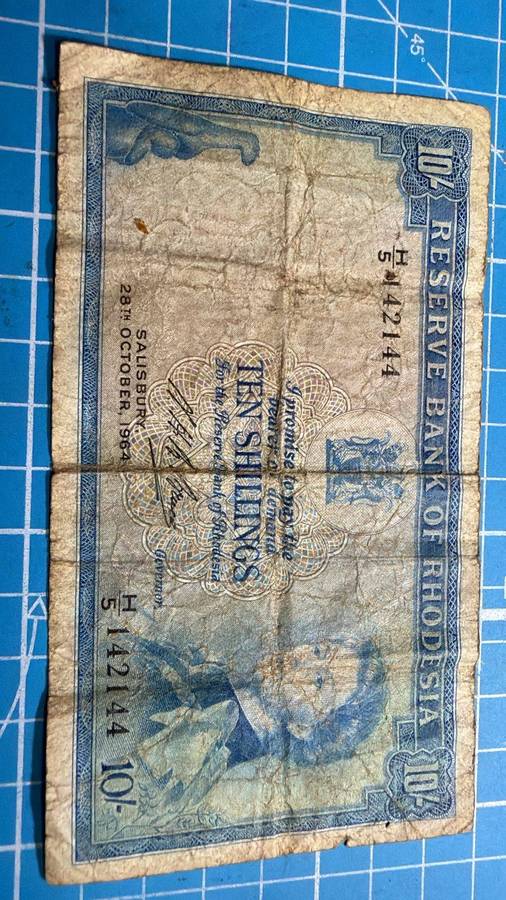 10/- RESERVE BANK OF RHODESIA 10/-
H/5 142144
I promise to pay the
bearer on demand
TEN SHILLINGS
for the Reserve Bank of Rhodesia
Governor
SALISBURY
28TH OCTOBER 1964
H/5 142144
10/-
45°